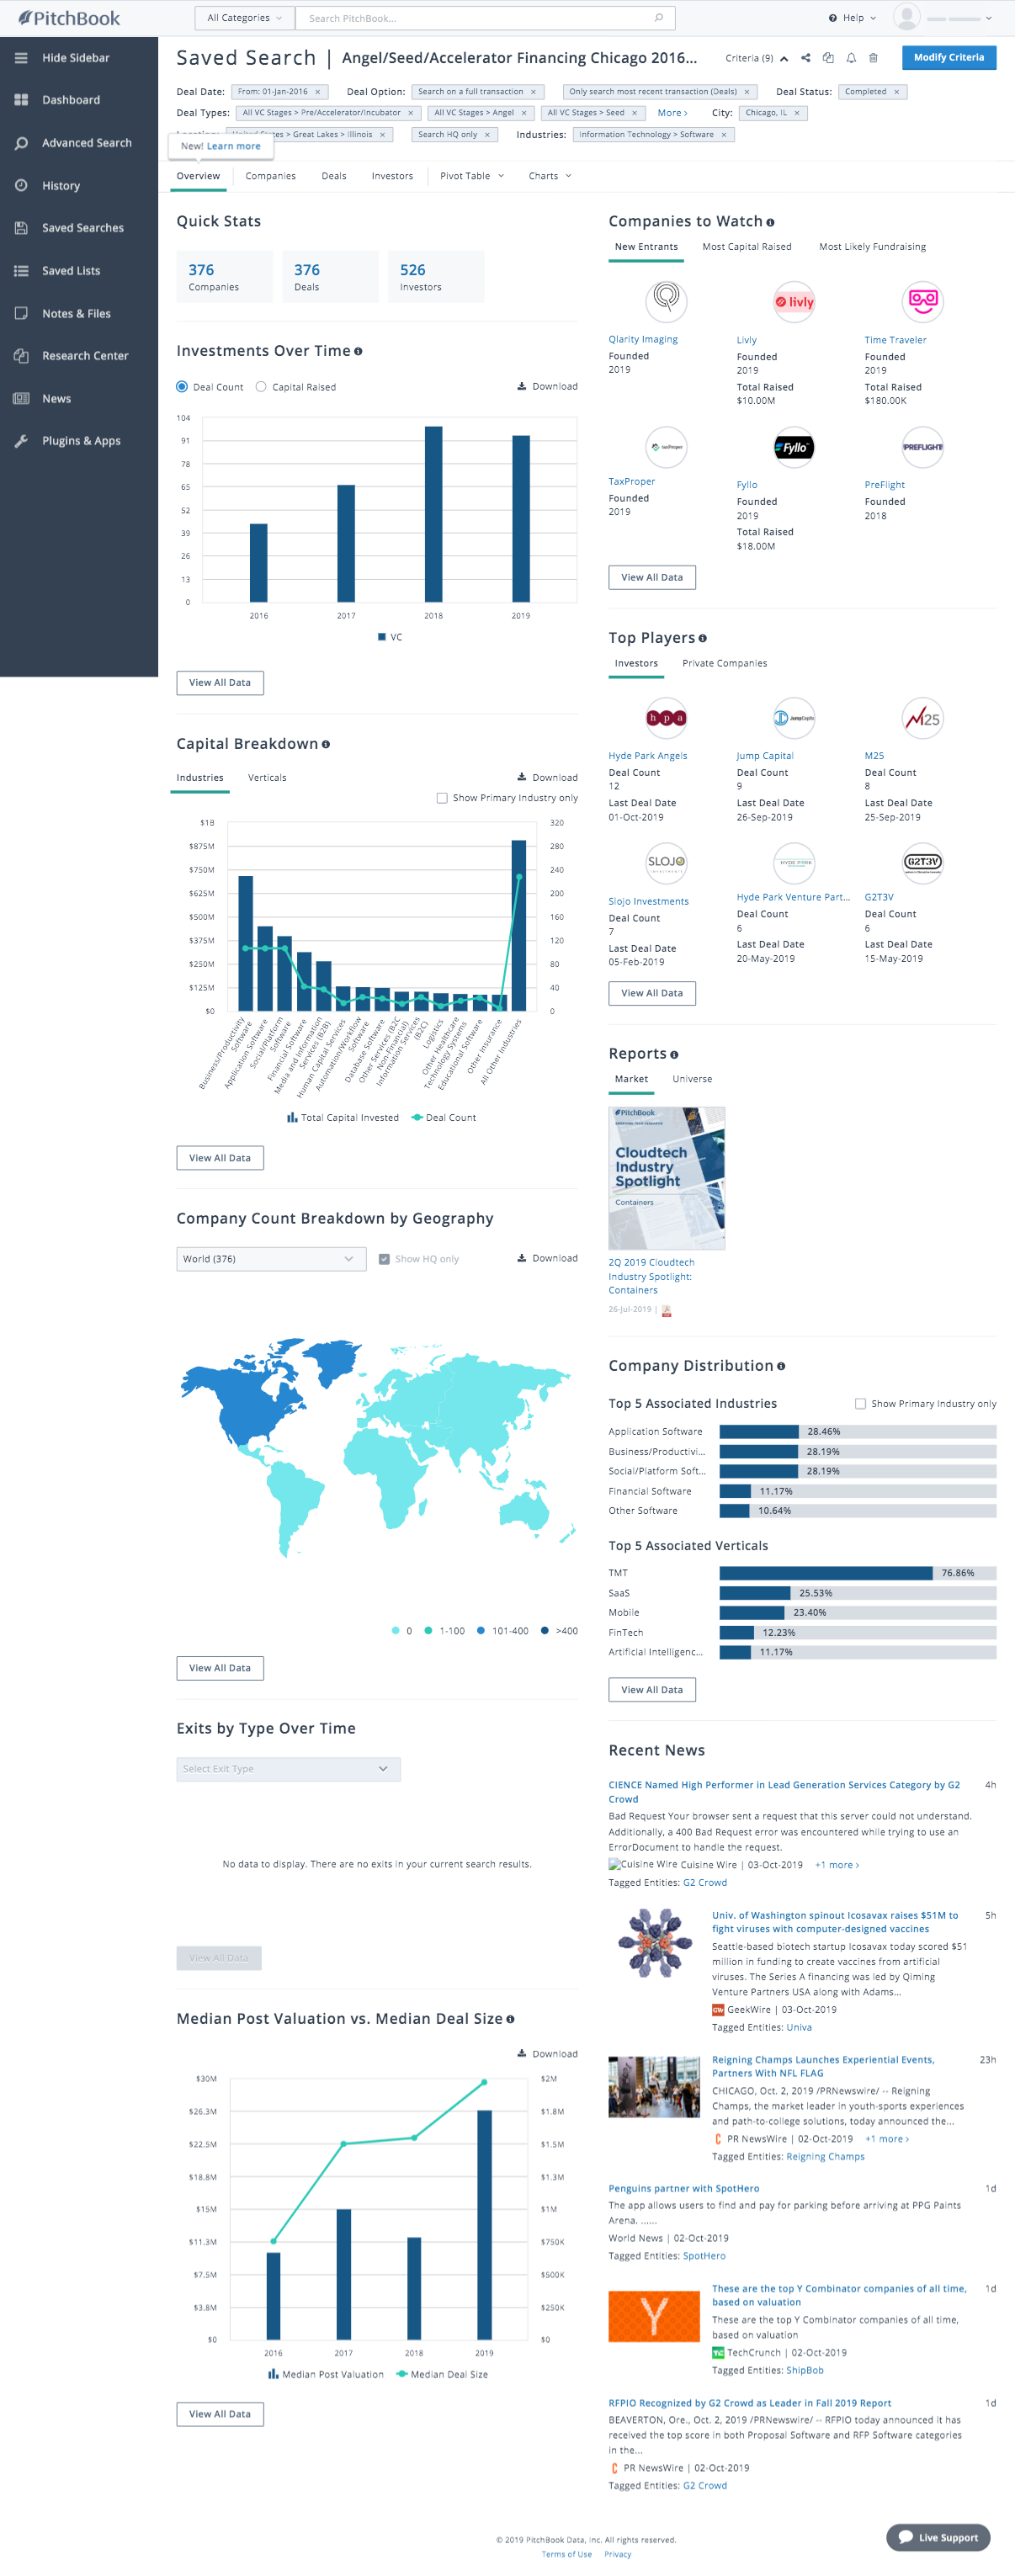 PitchBook
All Categories
Search PitchBook...
Help
Hide Sidebar
Dashboard
Advanced Search
History
Saved Searches
Saved Lists
Notes & Files
Research Center
News
Plugins & Apps
Saved Search | Angel/Seed/Accelerator Financing Chicago 2016...
Criteria (9)
Modify Criteria
Deal Date: From: 01-Jan-2016 × Deal Option: Search on a full transaction × Only search most recent transaction (Deals) × Deal Status: Completed ×
Deal Types: All VC Stages > Pre/Accelerator/Incubator × All VC Stages > Angel × All VC Stages > Seed × More > City: Chicago, IL ×
> Great Lakes > Illinois × Search HQ only × Industries: Information Technology > Software ×
New! Learn more
Overview Companies Deals Investors Pivot Table Charts
Quick Stats
376 Companies
376 Deals
526 Investors
Investments Over Time
Deal Count Capital Raised Download
104
91
78
65
52
39
26
13
0
2016 2017 2018 2019
VC
View All Data
Capital Breakdown
Industries Verticals Download
Show Primary Industry only
$1B 320
$875M 280
$750M 240
$625M 200
$500M 160
$375M 120
$250M 80
$125M 40
$0 0
Business/Productivity Software
Application Software
Social/Platform Software
Financial Software
Media and Information Services (B2B)
Human Capital Services
Automation/Workflow Software
Database Software
Other Services (B2C Non-Financial)
Information Services (B2C)
Logistics
Other Healthcare Technology Systems
Educational Software
Other Insurance
All Other Industries
Total Capital Invested Deal Count
View All Data
Company Count Breakdown by Geography
World (376) Show HQ only Download
0 1-100 101-400 >400
View All Data
Exits by Type Over Time
Select Exit Type
No data to display. There are no exits in your current search results.
View All Data
Median Post Valuation vs. Median Deal Size
Download
$30M $2M
$26.3M $1.8M
$22.5M $1.5M
$18.8M $1.3M
$15M $1M
$11.3M $750K
$7.5M $500K
$3.8M $250K
$0 $0
2016 2017 2018 2019
Median Post Valuation Median Deal Size
View All Data
Companies to Watch
New Entrants Most Capital Raised Most Likely Fundraising
livly
Qlarity Imaging
Founded
2019
Livly
Founded
2019
Total Raised
$10.00M
Time Traveler
Founded
2019
Total Raised
$180.00K
taxProper
Fyllo
PREFLIGHT
TaxProper
Founded
2019
Fyllo
Founded
2019
Total Raised
$18.00M
PreFlight
Founded
2018
View All Data
Top Players
Investors Private Companies
hpa
JumpCapital
M25
Hyde Park Angels
Deal Count
12
Last Deal Date
01-Oct-2019
Jump Capital
Deal Count
9
Last Deal Date
26-Sep-2019
M25
Deal Count
8
Last Deal Date
25-Sep-2019
SLOJO
INVESTMENTS
HYDE PARK
G2T3V
Slojo Investments
Deal Count
7
Last Deal Date
05-Feb-2019
Hyde Park Venture Part...
Deal Count
6
Last Deal Date
20-May-2019
G2T3V
Deal Count
6
Last Deal Date
15-May-2019
View All Data
Reports
Market Universe
PitchBook
Cloudtech
Industry
Spotlight
Containers
2Q 2019 Cloudtech
Industry Spotlight:
Containers
26-Jul-2019 |
Company Distribution
Top 5 Associated Industries Show Primary Industry only
Application Software 28.46%
Business/Productivi... 28.19%
Social/Platform Soft... 28.19%
Financial Software 11.17%
Other Software 10.64%
Top 5 Associated Verticals
TMT 76.86%
SaaS 25.53%
Mobile 23.40%
FinTech 12.23%
Artificial Intelligenc... 11.17%
View All Data
Recent News
CIENCE Named High Performer in Lead Generation Services Category by G2 4h
Crowd
Bad Request Your browser sent a request that this server could not understand.
Additionally, a 400 Bad Request error was encountered while trying to use an
ErrorDocument to handle the request.
Cuisine Wire Cuisine Wire | 03-Oct-2019 +1 more >
Tagged Entities: G2 Crowd
Univ. of Washington spinout Icosavax raises $51M to 5h
fight viruses with computer-designed vaccines
Seattle-based biotech startup Icosavax today scored $51
million in funding to create vaccines from artificial
viruses. The Series A financing was led by Qiming
Venture Partners USA along with Adams...
GW GeekWire | 03-Oct-2019
Tagged Entities: Univa
Reigning Champs Launches Experiential Events, 23h
Partners With NFL FLAG
CHICAGO, Oct. 2, 2019 /PRNewswire/ -- Reigning
Champs, the market leader in youth-sports experiences
and path-to-college solutions, today announced the...
PR NewsWire | 02-Oct-2019 +1 more >
Tagged Entities: Reigning Champs
Penguins partner with SpotHero 1d
The app allows users to find and pay for parking before arriving at PPG Paints
Arena. ......
World News | 02-Oct-2019
Tagged Entities: SpotHero
These are the top Y Combinator companies of all time, 1d
based on valuation
These are the top Y Combinator companies of all time,
based on valuation
TechCrunch | 02-Oct-2019
Tagged Entities: ShipBob
RFPIO Recognized by G2 Crowd as Leader in Fall 2019 Report 1d
BEAVERTON, Ore., Oct. 2, 2019 /PRNewswire/ -- RFPIO today announced it has
received the top score in both Proposal Software and RFP Software categories
in the...
PR NewsWire | 02-Oct-2019
Tagged Entities: G2 Crowd
© 2019 PitchBook Data, Inc. All rights reserved.
Terms of Use Privacy
Live Support